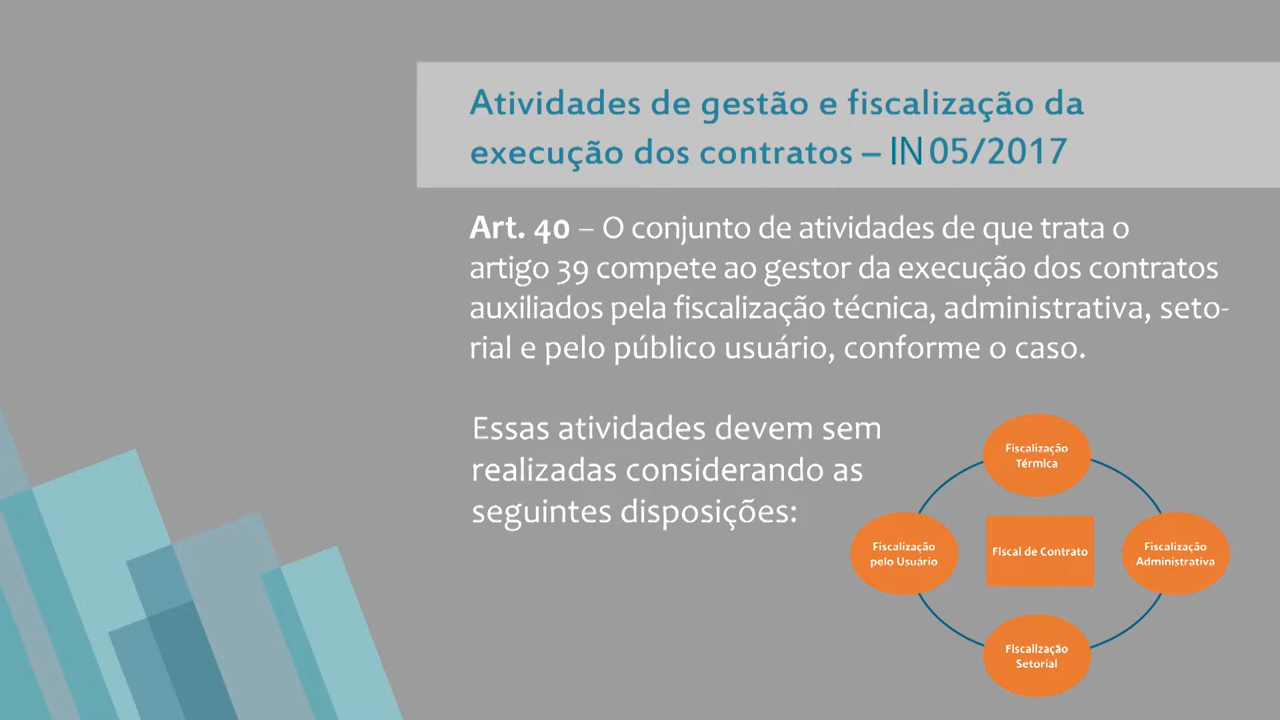 Atividades de gestão e fiscalização da
execução dos contratos – IN 05/2017
Art. 40 – O conjunto de atividades de que trata o
artigo 39 compete ao gestor da execução dos contratos
auxiliados pela fiscalização técnica, administrativa, seto-
rial e pelo público usuário, conforme o caso.
Essas atividades devem sem
realizadas considerando as
seguintes disposições:
Fiscalização
Térmica
Fiscalização
pelo Usuário
Fiscal de Contrato
Fiscalização
Administrativa
Fiscalização
Setorial